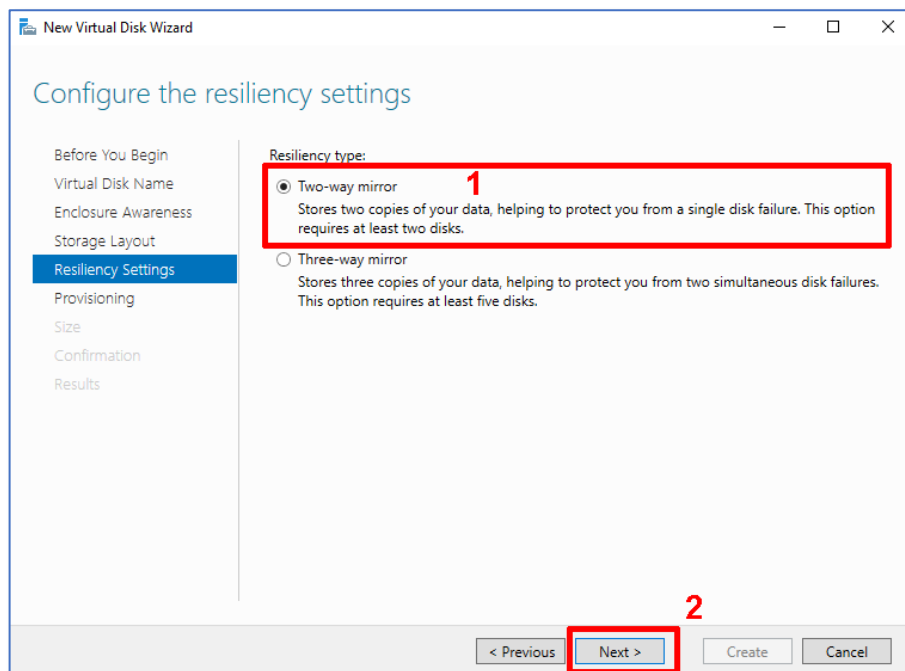 New Virtual Disk Wizard
Configure the resiliency settings
Before You Begin
Virtual Disk Name
Enclosure Awareness
Storage Layout
Resiliency Settings
Provisioning
Size
Confirmation
Results
Resiliency type:
Two-way mirror
1
Stores two copies of your data, helping to protect you from a single disk failure. This option
requires at least two disks.
Three-way mirror
Stores three copies of your data, helping to protect you from two simultaneous disk failures.
This option requires at least five disks.
2
< Previous
Next >
Create
Cancel